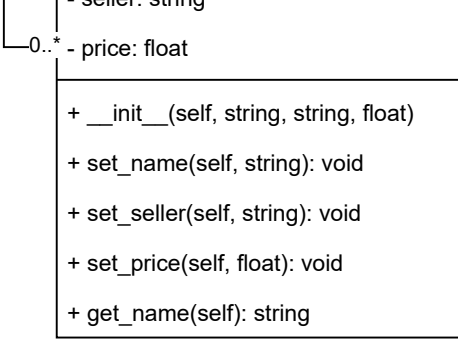 - seller: string
0..* - price: float
+ __init__(self, string, string, float)
+ set_name(self, string): void
+ set_seller(self, string): void
+ set_price(self, float): void
+ get_name(self): string